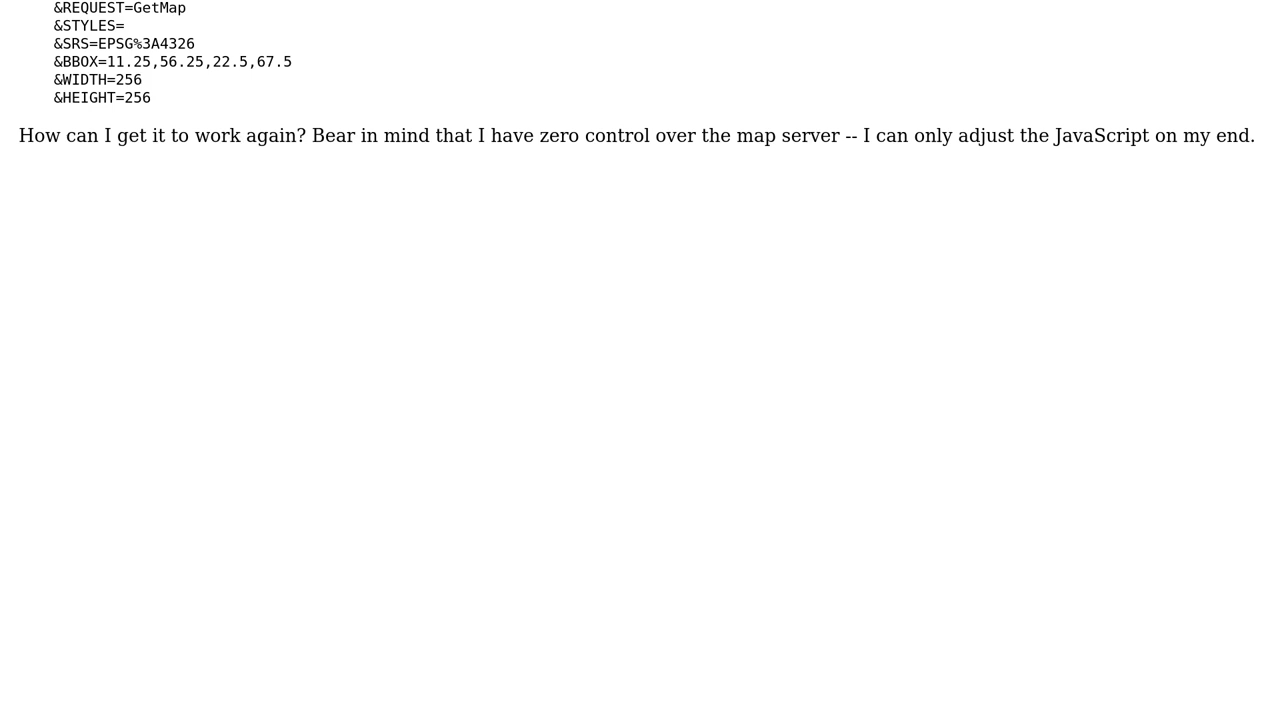 &REQUEST=GetMap
&STYLES=
&SRS=EPSG%3A4326
&BBOX=11.25,56.25,22.5,67.5
&WIDTH=256
&HEIGHT=256
How can I get it to work again? Bear in mind that I have zero control over the map server -- I can only adjust the JavaScript on my end.